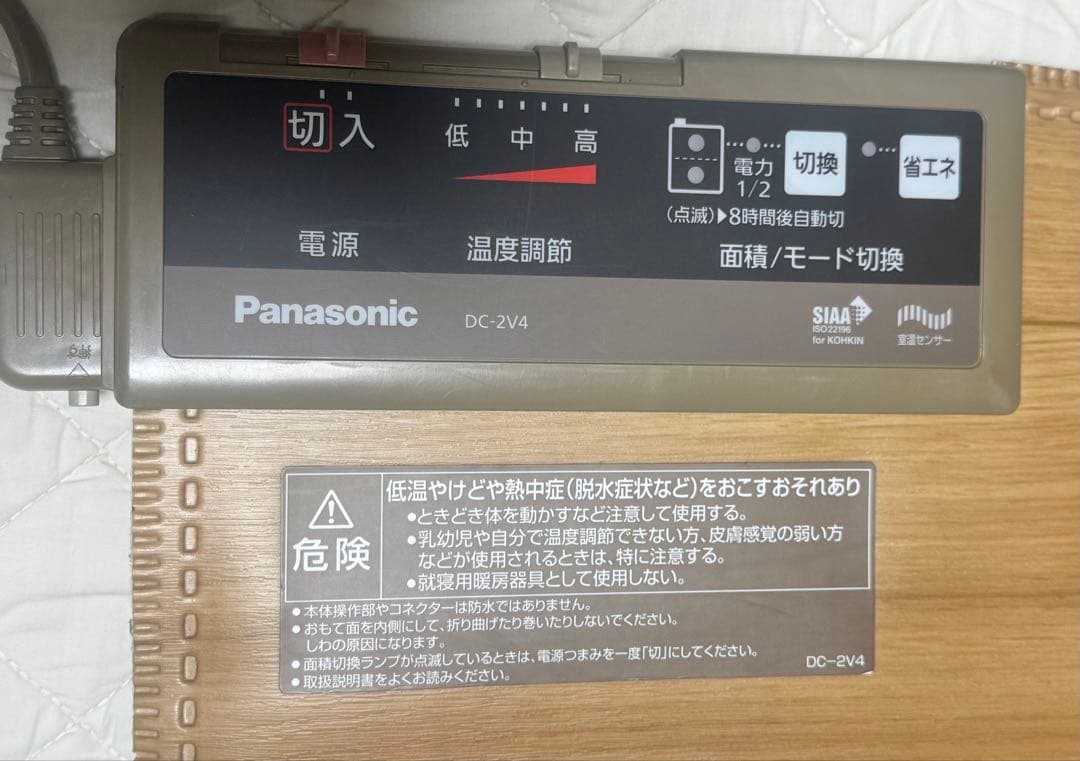 切 入
低 中 高
電力
1/2
切換
省エネ
(点滅)▶8時間後自動切
電源
温度調節
面積/モード切換
Panasonic
DC-2V4
SIAA
ISO22196
for KOHKIN
室温センサー
押す
危険
低温やけどや熱中症(脱水症状など)をおこすおそれあり
●ときどき体を動かすなど注意して使用する。
●乳幼児や自分で温度調節できない方、皮膚感覚の弱い方
などが使用されるときは、特に注意する。
●就寝用暖房器具として使用しない。
●本体操作部やコネクターは防水ではありません。
●おもて面を内側にして、折り曲げたり巻いたりしないでください。
しわの原因になります。
●面積切換ランプが点滅しているときは、電源つまみを一度「切」にしてください。
●取扱説明書をよくお読みください。
DC-2V4